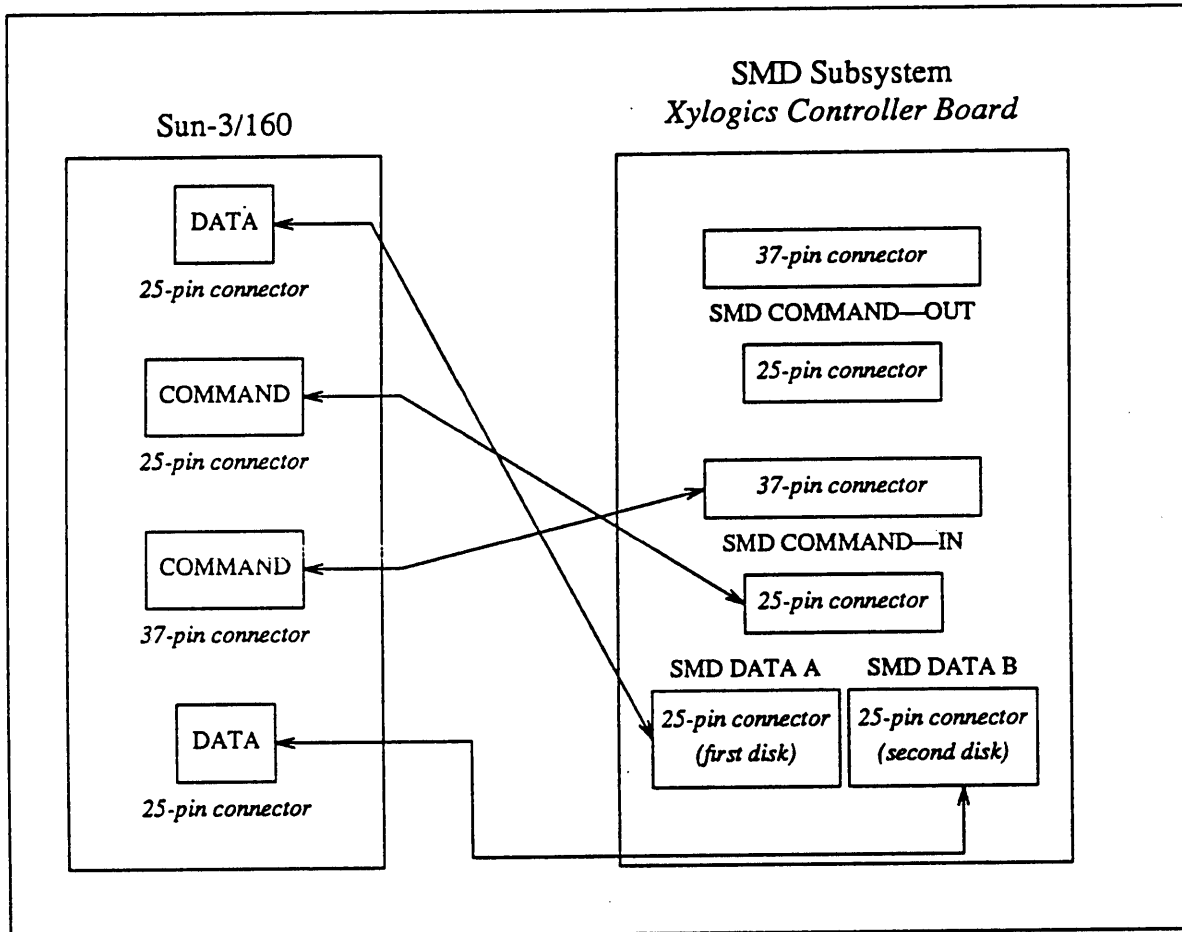 Sun-3/160
DATA
25-pin connector
COMMAND
25-pin connector
COMMAND
37-pin connector
DATA
25-pin connector
SMD Subsystem
Xylogics Controller Board
37-pin connector
SMD COMMAND—OUT
25-pin connector
37-pin connector
SMD COMMAND—IN
25-pin connector
SMD DATA A
25-pin connector
(first disk)
SMD DATA B
25-pin connector
(second disk)